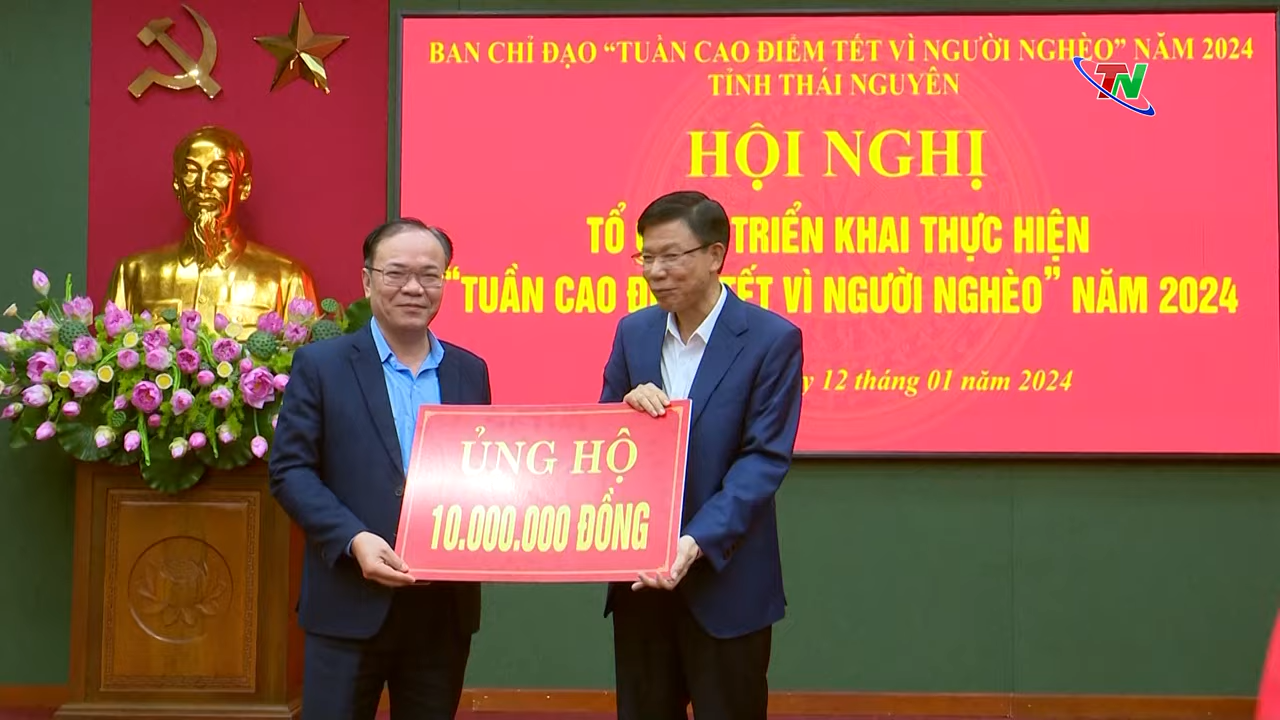 BAN CHỈ ĐẠO “TUẦN CAO ĐIỂM TẾT VÌ NGƯỜI NGHÈO” NĂM 2024
TỈNH THÁI NGUYÊN
TN
HỘI NGHỊ
TỔ TRIỂN KHAI THỰC HIỆN
“TUẦN CAO TẾT VÌ NGƯỜI NGHÈO” NĂM 2024
12 tháng 01 năm 2024
ỦNG HỘ
10.000.000 ĐỒNG